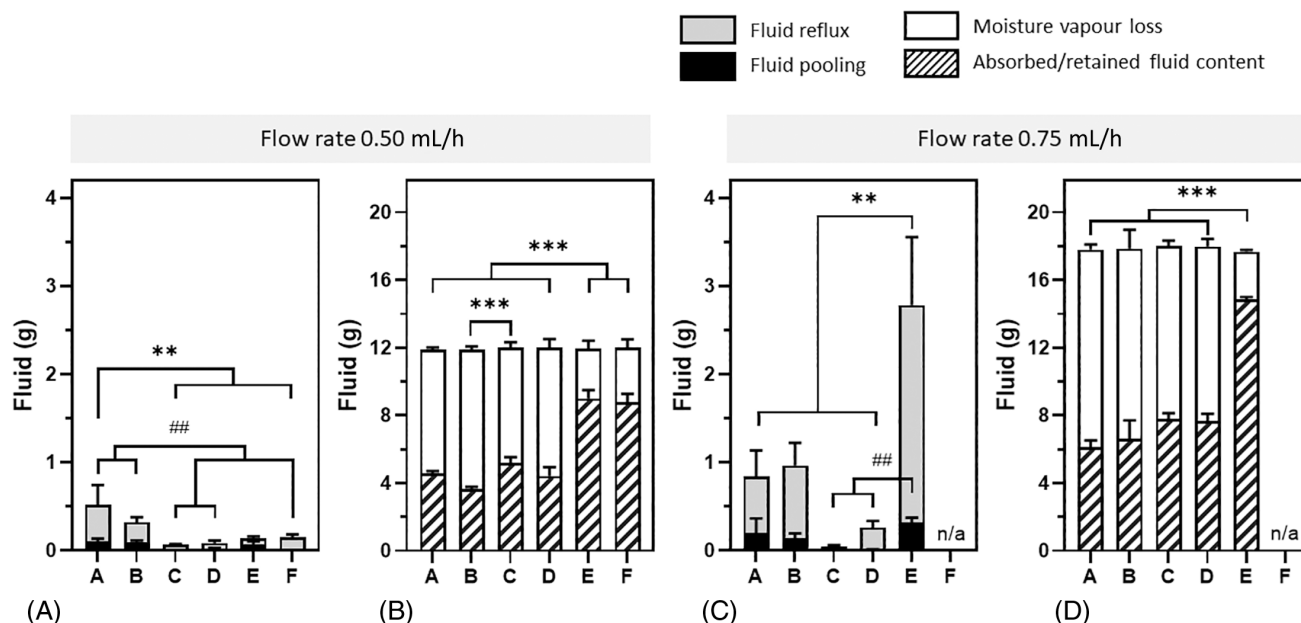 Fluid reflux
Moisture vapour loss
Fluid pooling
Absorbed/retained fluid content
Flow rate 0.50 mL/h
Flow rate 0.75 mL/h
Fluid (g)
4
3
2
1
0
**
##
A B C D E F
(A)
Fluid (g)
20
16
12
8
4
0
***
***
A B C D E F
(B)
Fluid (g)
4
3
2
1
0
**
##
n/a
A B C D E F
(C)
Fluid (g)
20
16
12
8
4
0
***
n/a
A B C D E F
(D)